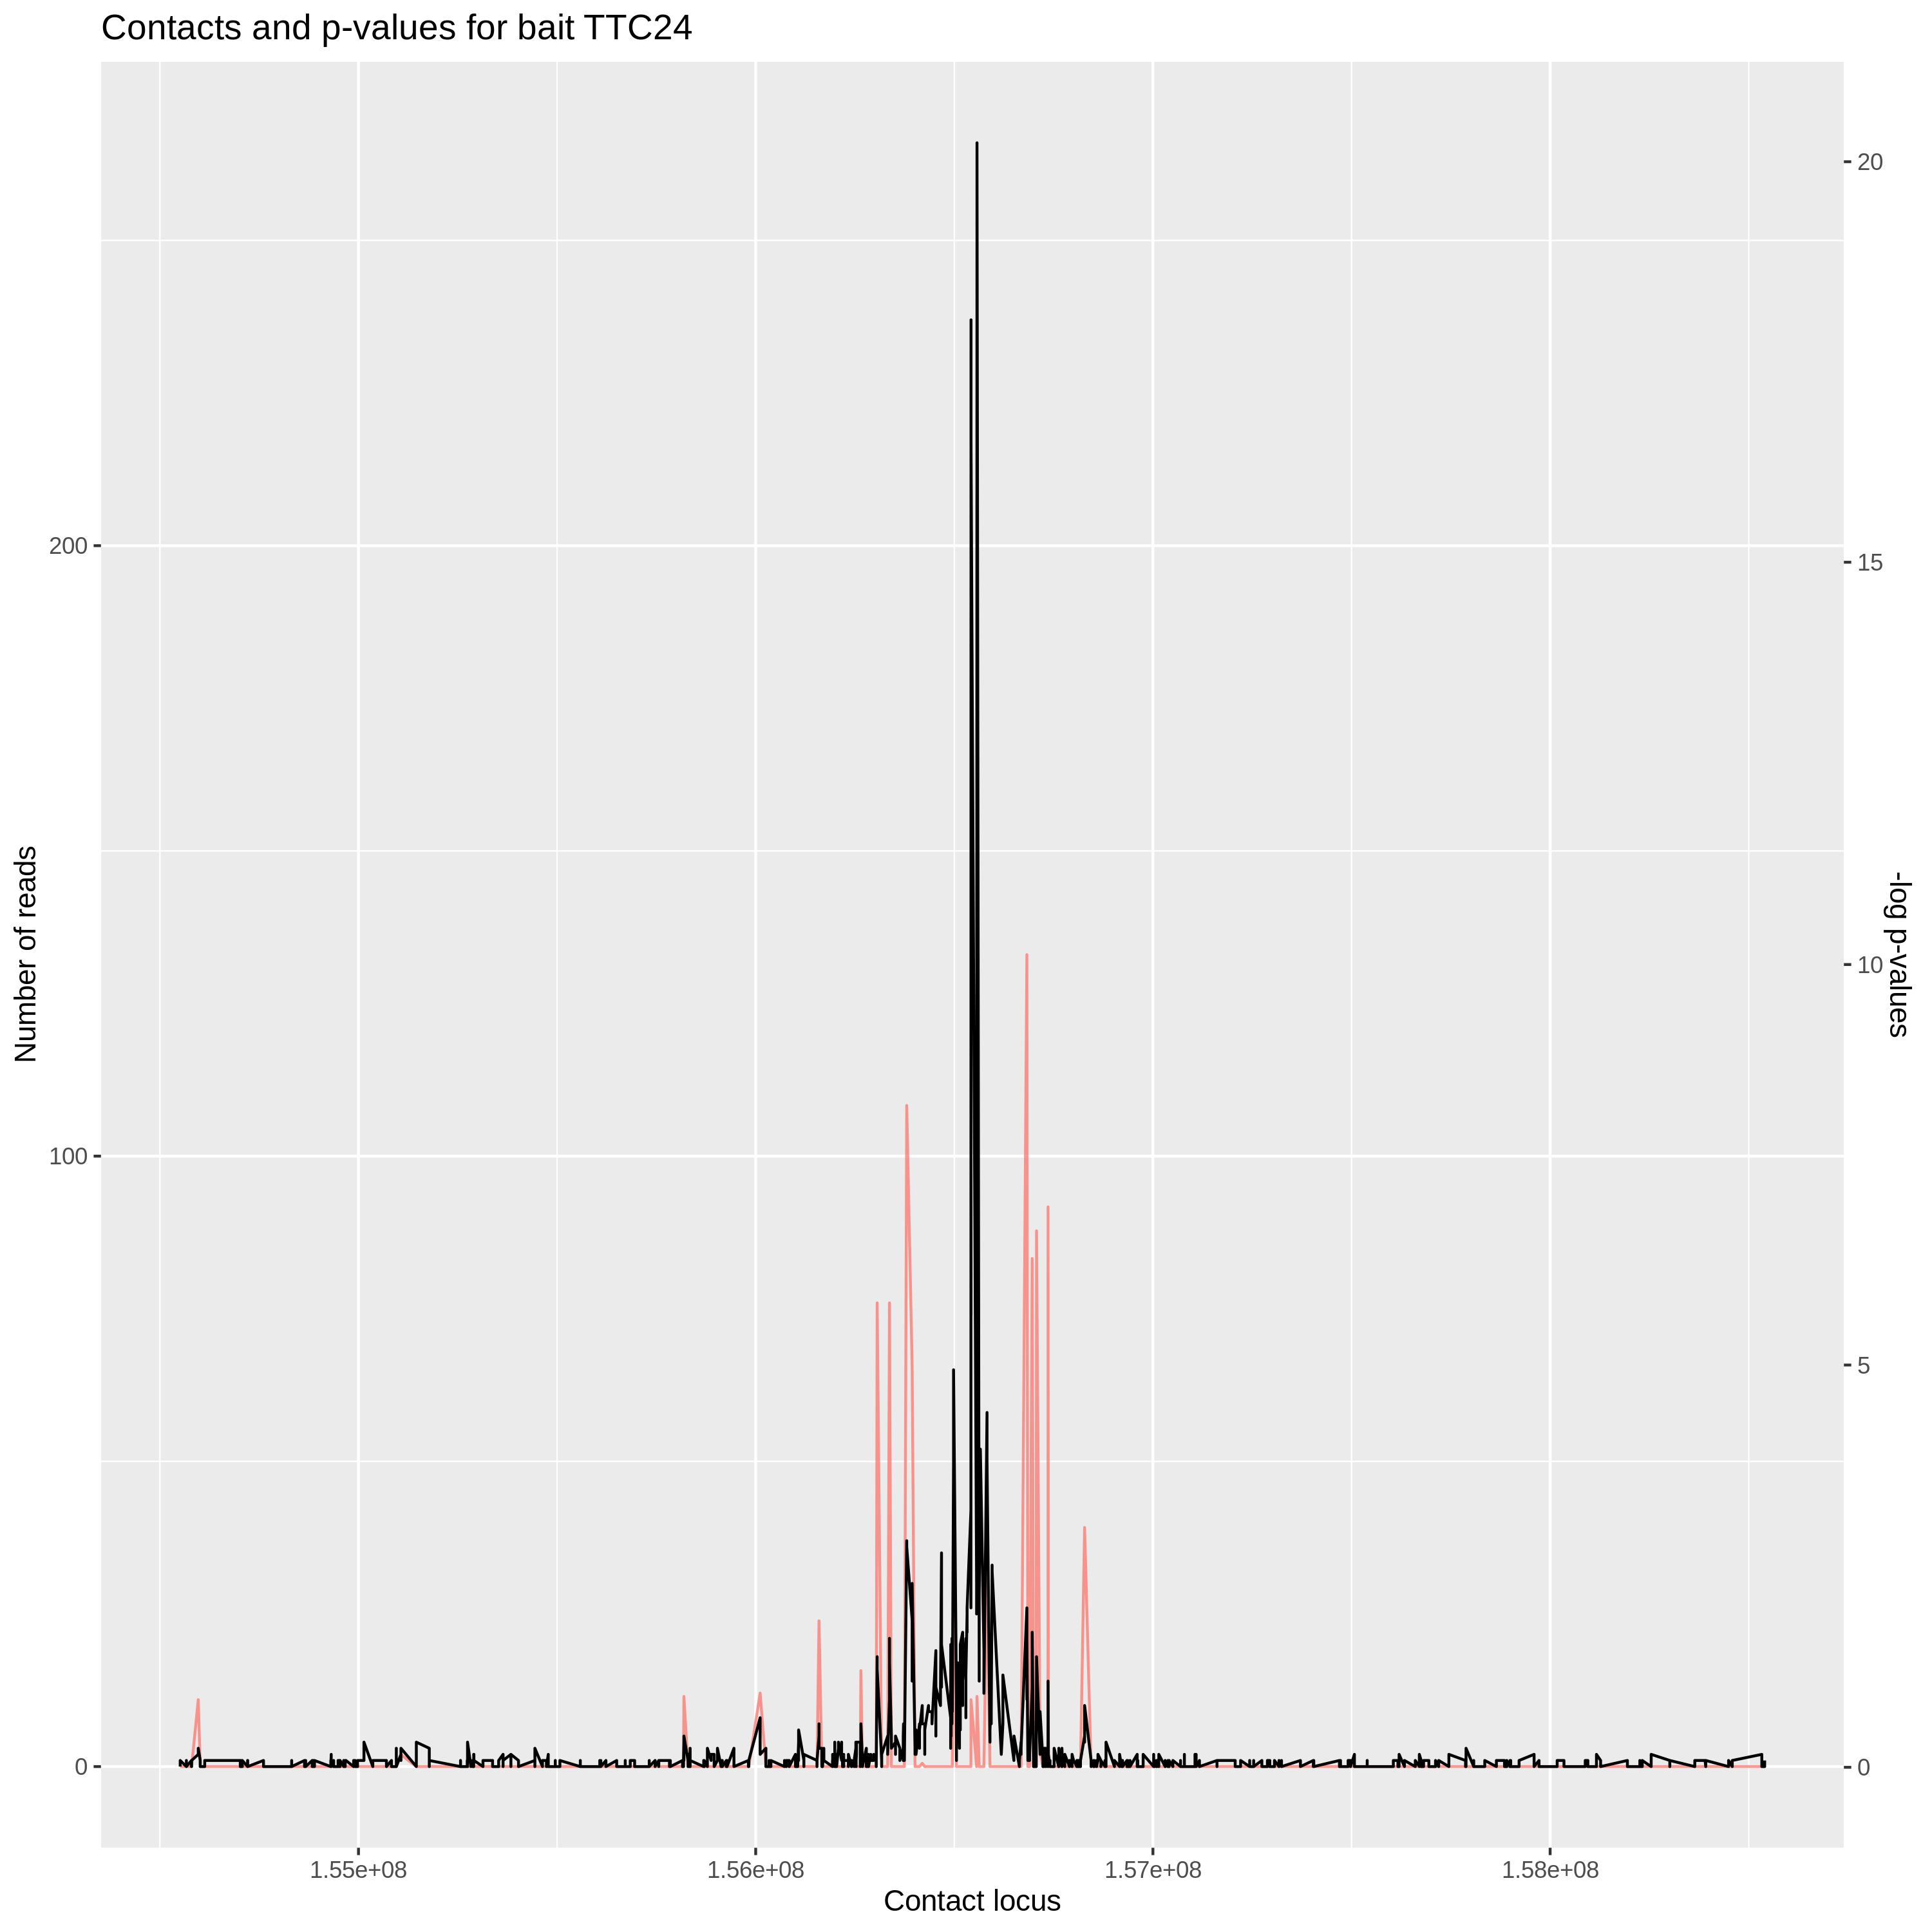 Contacts and p-values for bait TTC24
Number of reads
200
100
0
20
15
10
5
0
-log p-values
1.55e+08 1.56e+08 1.57e+08 1.58e+08
Contact locus